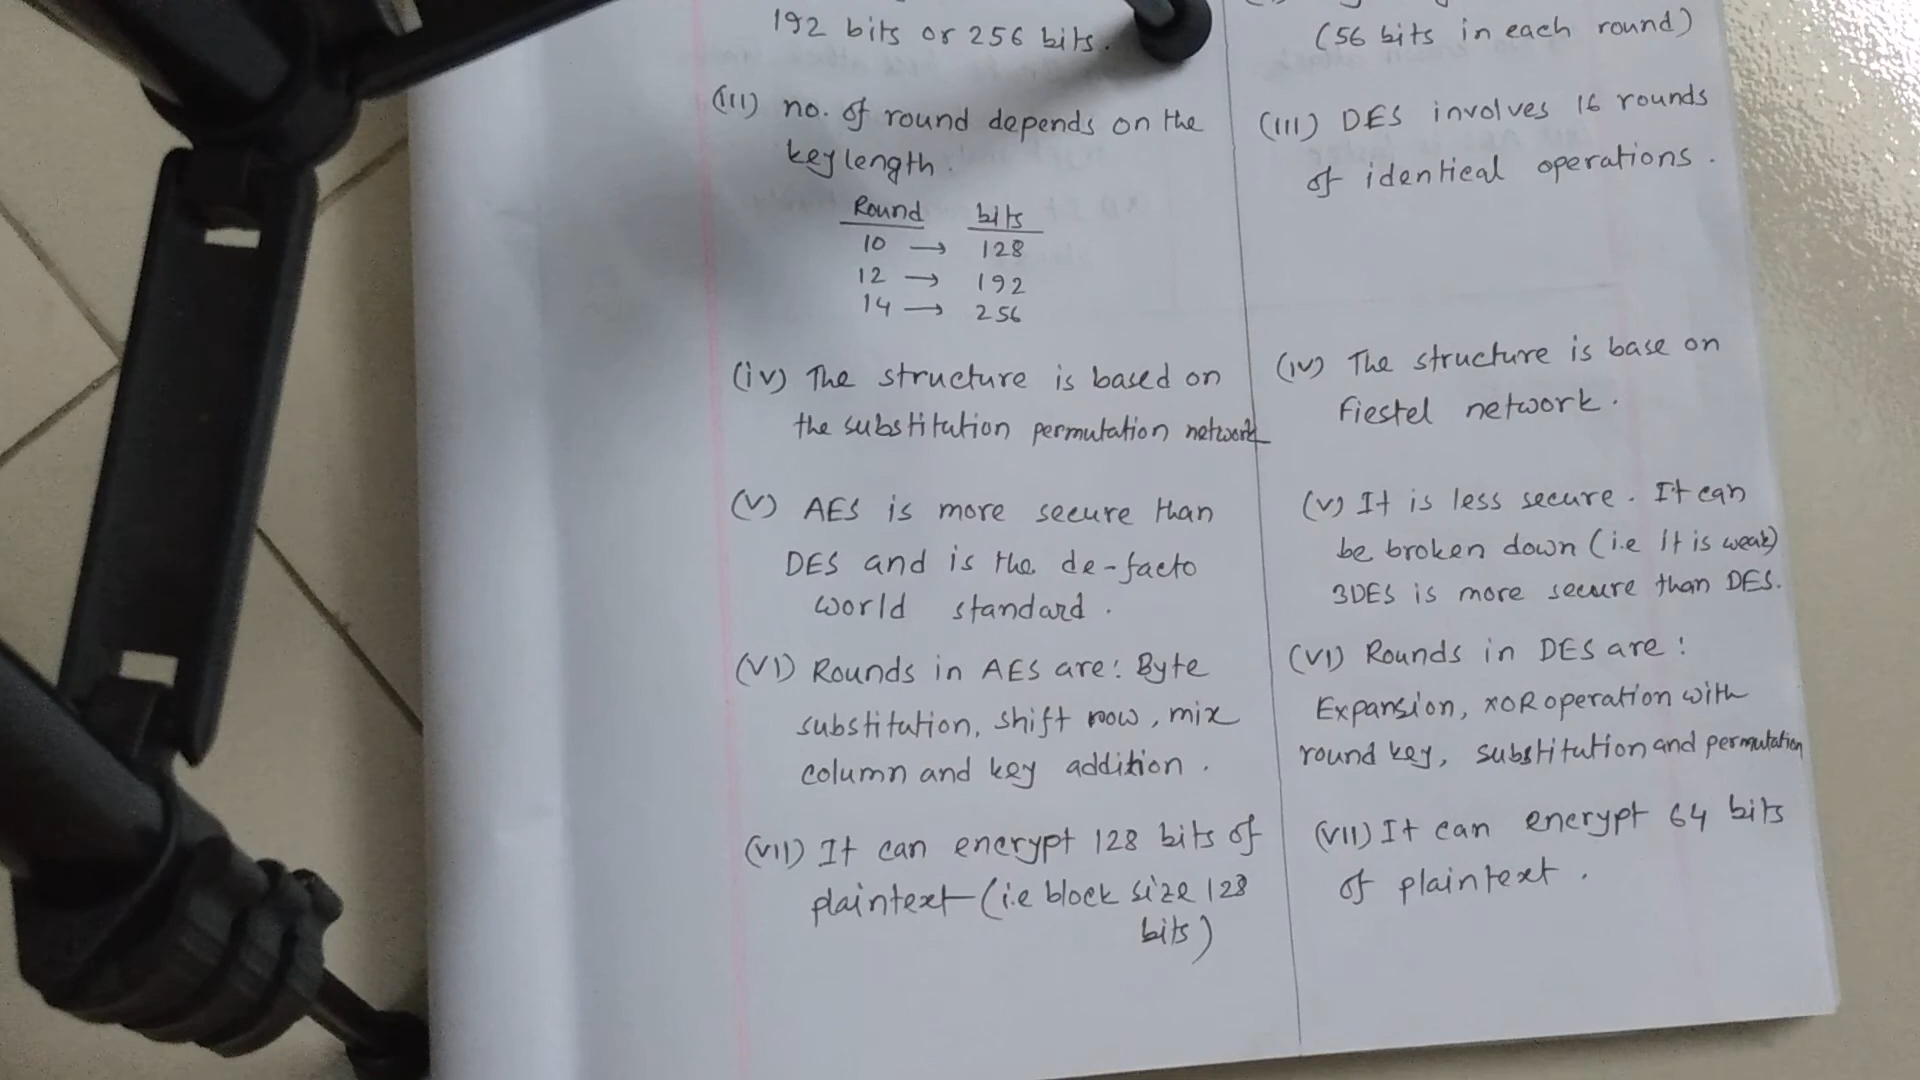 192 bits or 256 bits.
(III) no. of round depends on the
key length.
Round bits
10 → 128
12 → 192
14 → 256
(iv) The structure is based on
the substitution permutation network
(V) AES is more secure than
DES and is the de-facto
world standard.
(VI) Rounds in AES are: Byte
substitution, shift row, mix
column and key addition.
(VII) It can encrypt 128 bits of
plaintext (i.e block size 128
bits)
(56 bits in each round)
(III) DES involves 16 rounds
of identical operations.
(IV) The structure is base on
Fiestel network.
(V) It is less secure. It can
be broken down (i.e It is weak)
3DES is more secure than DES.
(VI) Rounds in DES are:
Expansion, XOR operation with
round key, substitution and permutation
(VII) It can encrypt 64 bits
of plaintext.